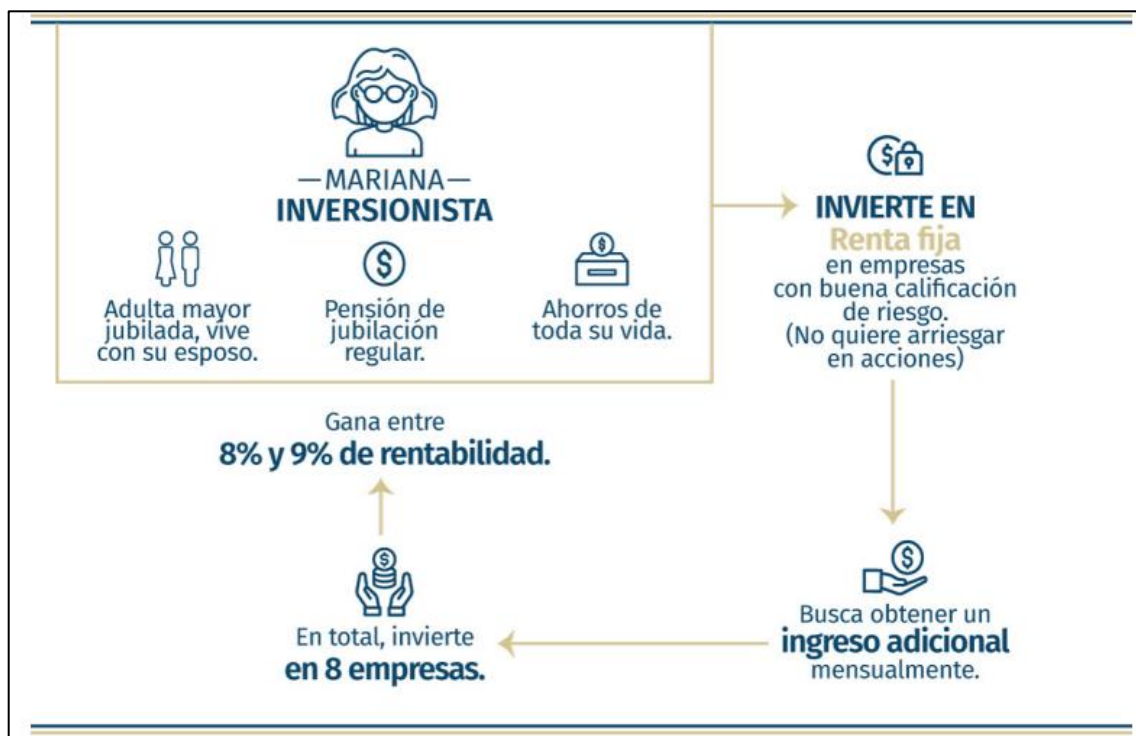 —MARIANA—
INVERSIONISTA
Adulta mayor
jubilada, vive
con su esposo.
Pensión de
jubilación
regular.
Ahorros de
toda su vida.
INVIERTE EN
Renta fija
en empresas
con buena calificación
de riesgo.
(No quiere arriesgar
en acciones)
Busca obtener un
ingreso adicional
mensualmente.
En total, invierte
en 8 empresas.
Gana entre
8% y 9% de rentabilidad.